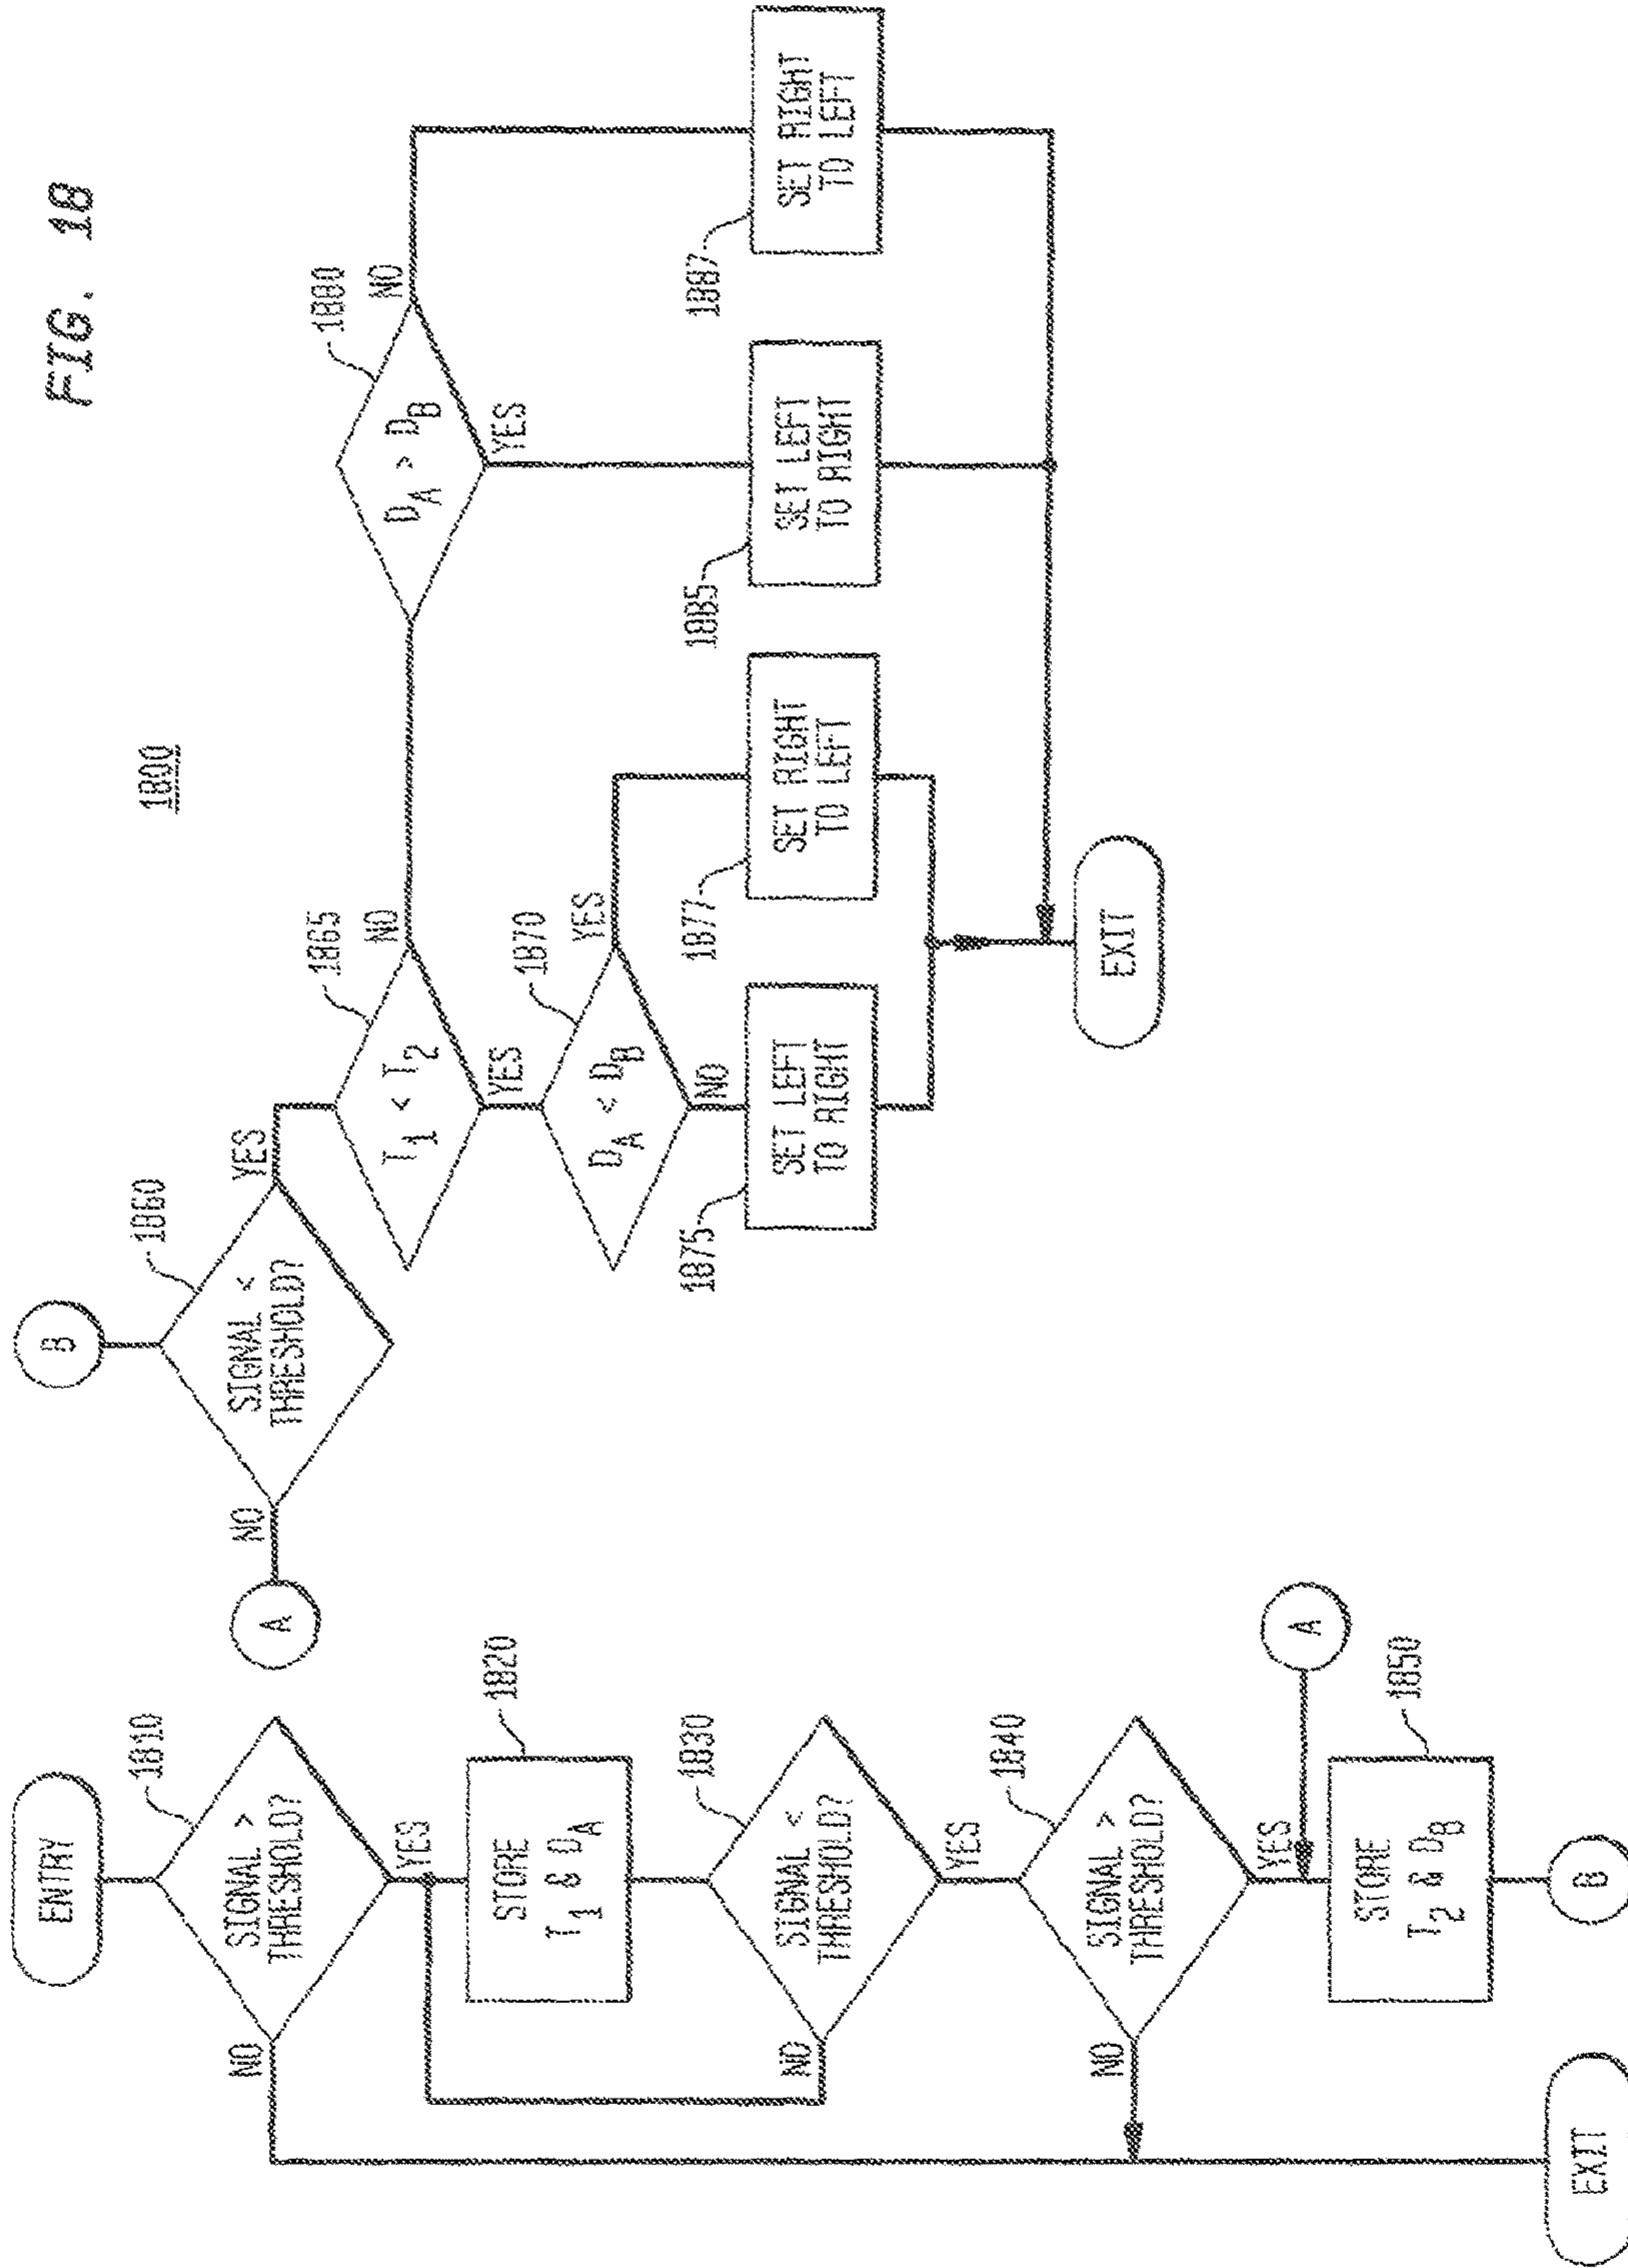 FIG. 18
1800
ENTRY
1810
SIGNAL >
THRESHOLD?
NO
YES
1820
STORE
T1 & DA
1830
SIGNAL <
THRESHOLD?
NO
YES
1840
SIGNAL >
THRESHOLD?
NO
YES
A
1850
STORE
T2 & DB
EXIT
B
B
1860
SIGNAL <
THRESHOLD?
NO
A
YES
1865
T1 < T2
NO
YES
1880
DA > DB
NO
YES
1870
DA < DB
YES
NO
1875
SET LEFT
TO RIGHT
1877
SET RIGHT
TO LEFT
1885
SET LEFT
TO RIGHT
1887
SET RIGHT
TO LEFT
EXIT